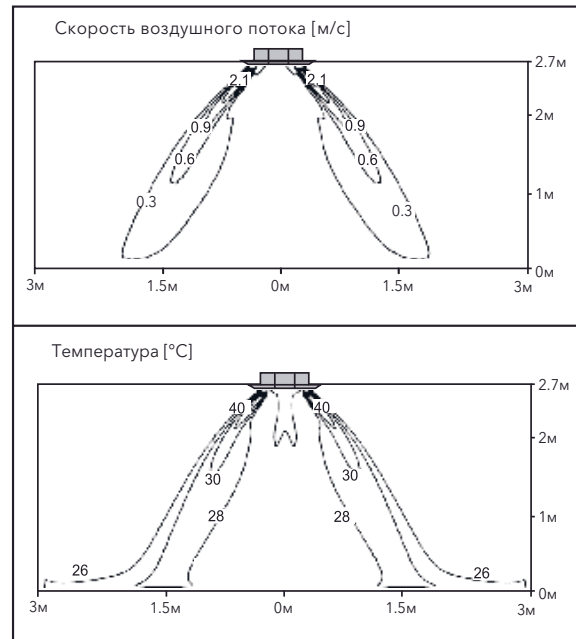 Скорость воздушного потока [м/с]
2.7м
2.1 2.1
2м
0.9 0.9
0.6 0.6
1м
0.3 0.3
0м
3м 1.5м 0м 1.5м 3м
Температура [°C]
2.7м
40 40
2м
30 30
28 28
1м
26 26
0м
3м 1.5м 0м 1.5м 3м